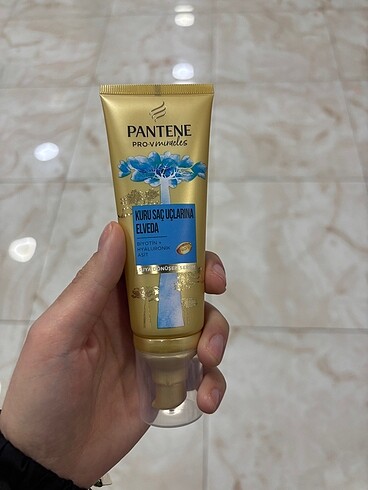 PANTENE
PRO-V miracles
KURU SAÇ UÇLARINA
ELVEDA
BİYOTİN +
HYALURONİK
ASİT